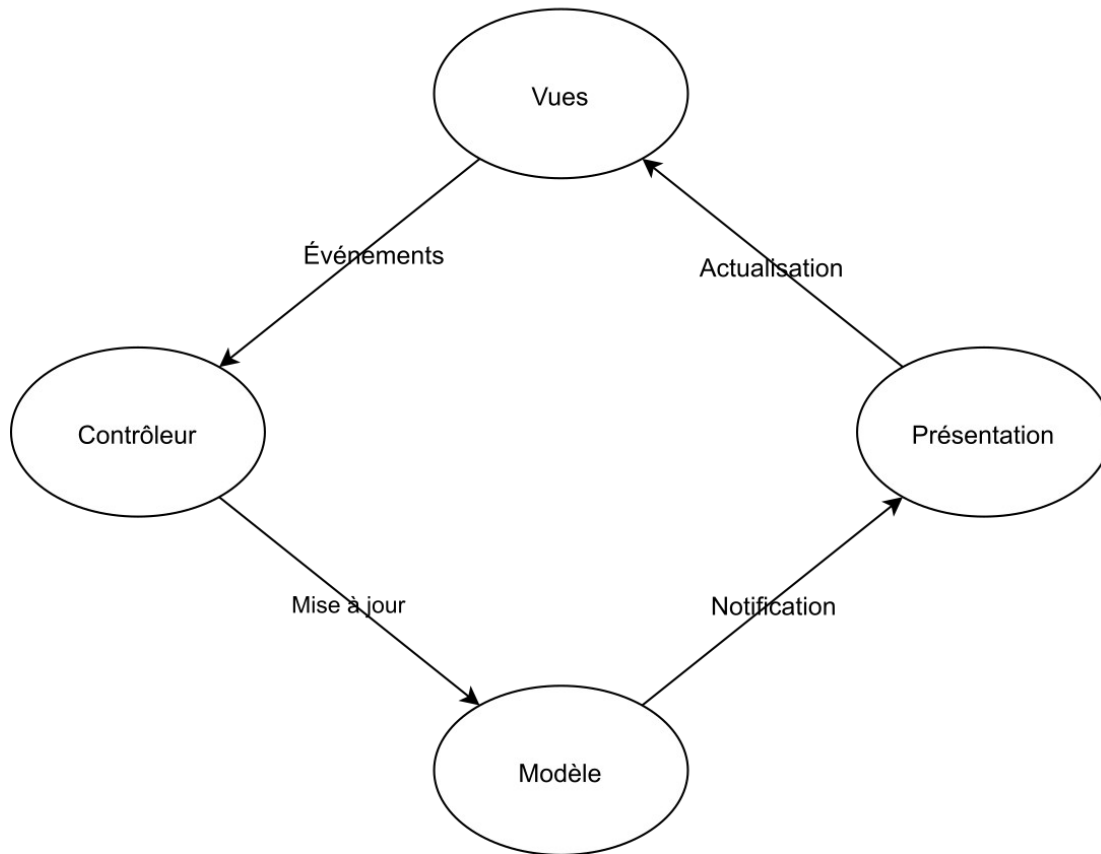 Vues
Événements
Actualisation
Contrôleur
Présentation
Mise à jour
Notification
Modèle